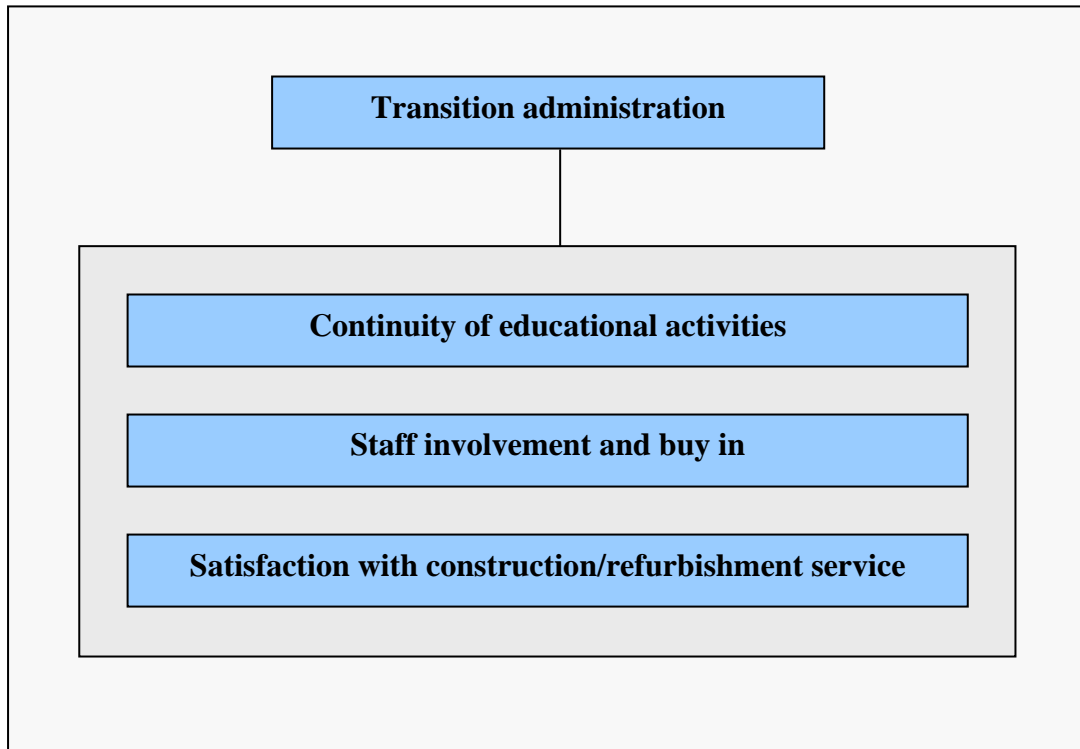 Transition administration
Continuity of educational activities
Staff involvement and buy in
Satisfaction with construction/refurbishment service